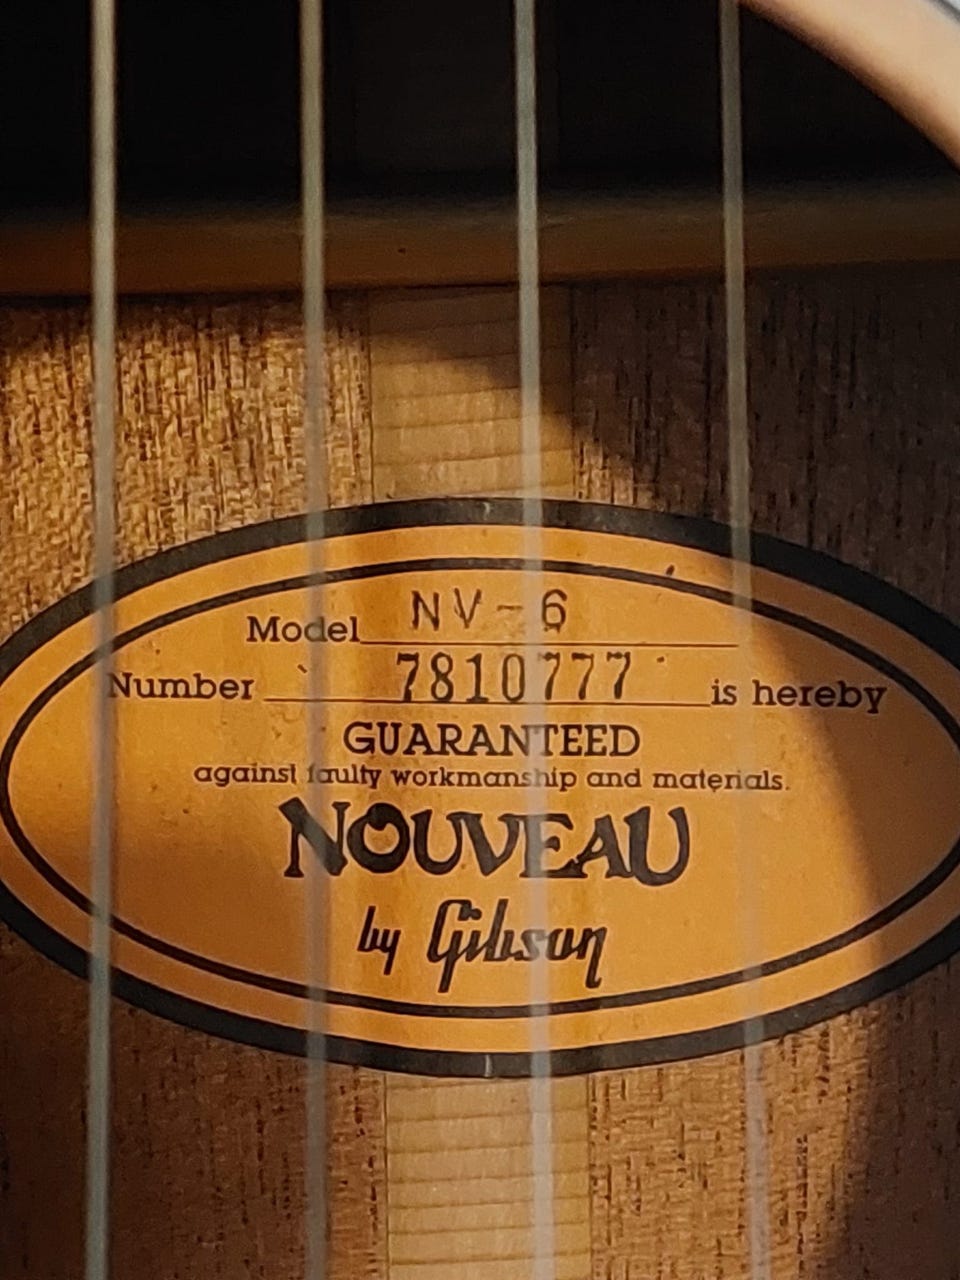 Model NV-6
Number 7810777 is hereby
GUARANTEED
against faulty workmanship and materials.
NOUVEAU
by Gibson